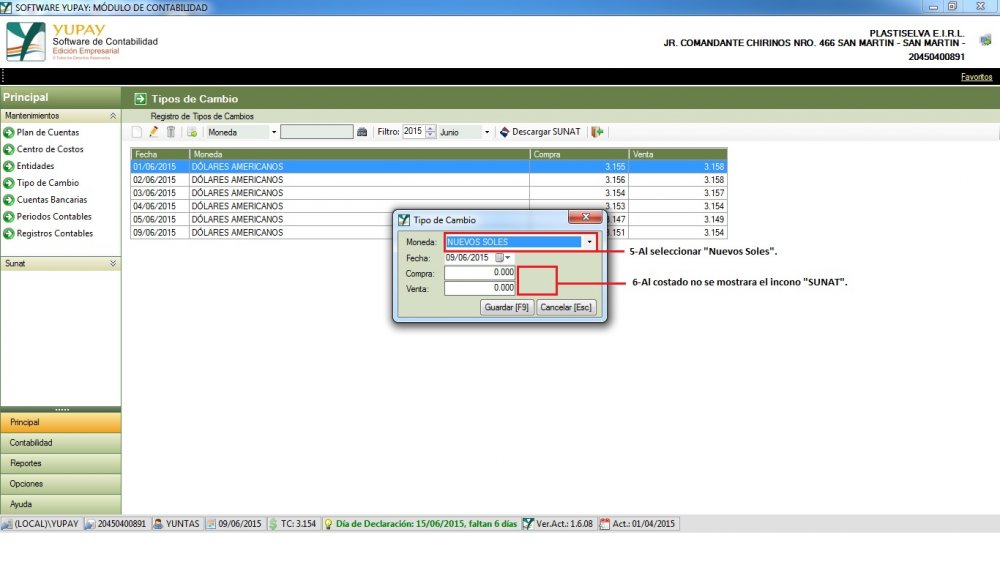 SOFTWARE YUPAY: MÓDULO DE CONTABILIDAD
YUPAY
Software de Contabilidad
Edición Empresarial
© Todos los Derechos Reservados
PLASTISELVA E.I.R.L.
JR. COMANDANTE CHIRINOS NRO. 466 SAN MARTIN - SAN MARTIN -
20450400891
Favoritos
Principal
Tipos de Cambio
Mantenimientos
Registro de Tipos de Cambios
Plan de Cuentas
Centro de Costos
Entidades
Tipo de Cambio
Cuentas Bancarias
Periodos Contables
Registros Contables
Sunat
Moneda Filtro: 2015 Junio Descargar SUNAT
Fecha Moneda Compra Venta
01/06/2015 DÓLARES AMERICANOS 3.155 3.158
02/06/2015 DÓLARES AMERICANOS 3.156 3.158
03/06/2015 DÓLARES AMERICANOS 3.154 3.157
04/06/2015 DÓLARES AMERICANOS 3.153 3.154
05/06/2015 DÓLARES AMERICANOS 3.147 3.149
09/06/2015 DÓLARES AMERICANOS 3.151 3.154
Tipo de Cambio
Moneda: NUEVOS SOLES
Fecha: 09/06/2015
Compra: 0.000
Venta: 0.000
Guardar [F9] Cancelar [Esc]
5-Al seleccionar "Nuevos Soles".
6-Al costado no se mostrara el incono "SUNAT".
Principal
Contabilidad
Reportes
Opciones
Ayuda
(LOCAL)\YUPAY 20450400891 YUNTAS 09/06/2015 TC: 3.154 Día de Declaración: 15/06/2015, faltan 6 días Ver.Act.: 1.6.08 Act.: 01/04/2015